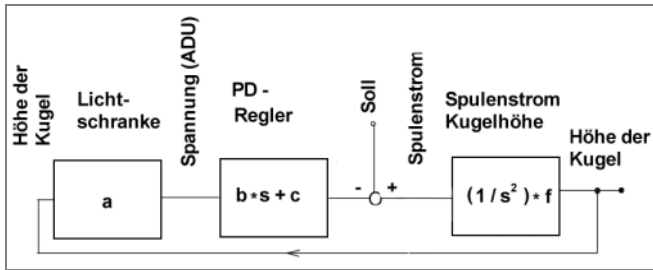 Höhe der
Kugel
Licht-
schranke
Spannung (ADU)
PD -
Regler
Soll
Spulenstrom
Spulenstrom
Kugelhöhe
Höhe der
Kugel
a
b*s+c
- +
(1/s²)*f